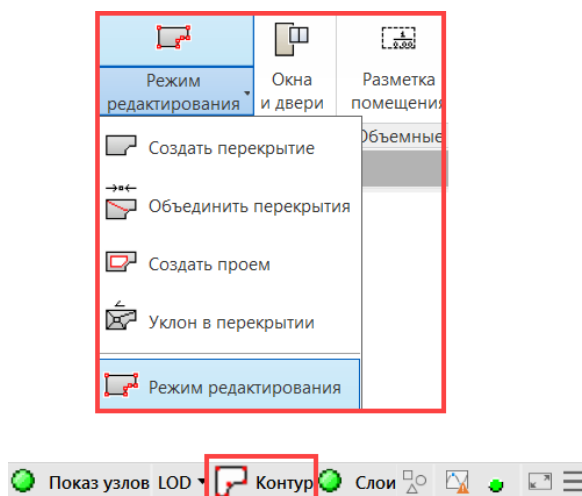 Режим редактирования
Окна и двери
Разметка помещения
Объемные
Создать перекрытие
Объединить перекрытия
Создать проем
Уклон в перекрытии
Режим редактирования
Показ узлов LOD Контур Слои